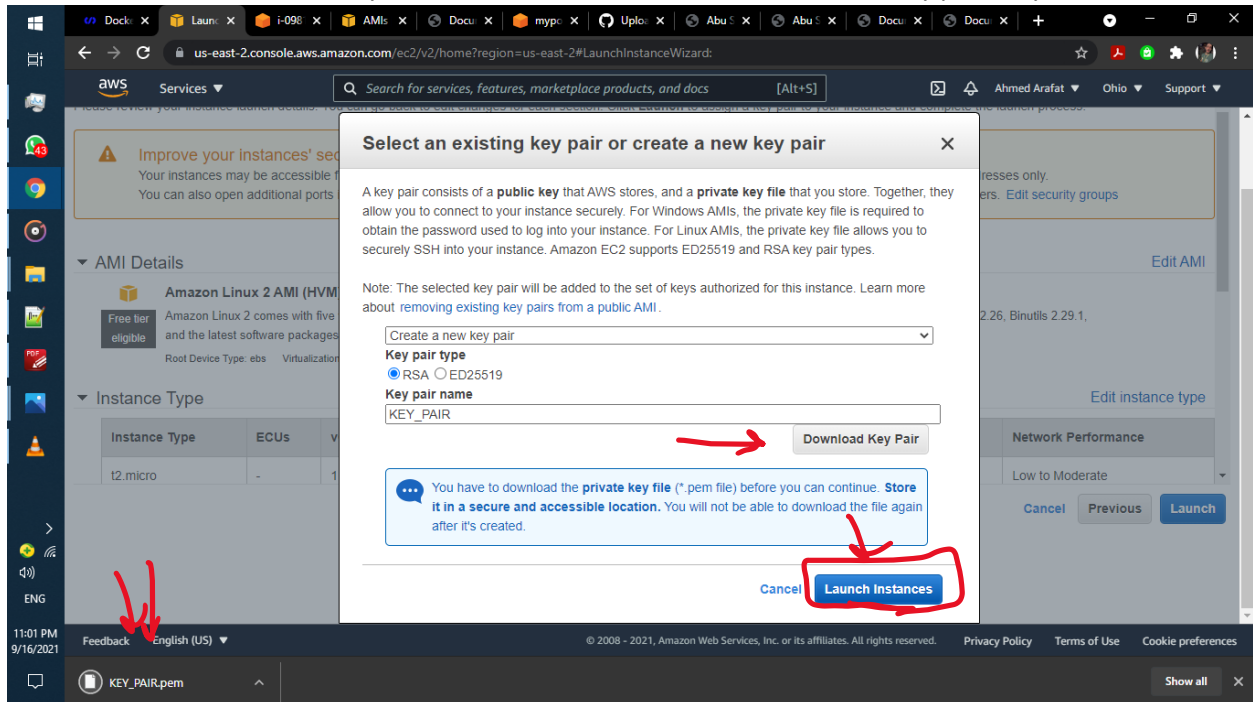 Docke
Launc
i-098
AMIs
Docur
mypo
Uploa
Abu S
Abu S
Docur
Docur
us-east-2.console.aws.amazon.com/ec2/v2/home?region=us-east-2#LaunchInstanceWizard:
aws
Services ▼
Search for services, features, marketplace products, and docs
[Alt+S]
Ahmed Arafat ▼
Ohio ▼
Support ▼
43
Select an existing key pair or create a new key pair
Improve your instances' sec
Your instances may be accessible f
You can also open additional ports
resses only.
ers. Edit security groups
A key pair consists of a public key that AWS stores, and a private key file that you store. Together, they
allow you to connect to your instance securely. For Windows AMIs, the private key file is required to
obtain the password used to log into your instance. For Linux AMIs, the private key file allows you to
securely SSH into your instance. Amazon EC2 supports ED25519 and RSA key pair types.
AMI Details
Edit AMI
Note: The selected key pair will be added to the set of keys authorized for this instance. Learn more
about removing existing key pairs from a public AMI.
Amazon Linux 2 AMI (HVM)
Free tier
eligible
Amazon Linux 2 comes with five
and the latest software packages
Root Device Type: ebs Virtualization
2.26, Binutils 2.29.1,
Create a new key pair
Key pair type
RSA
ED25519
Key pair name
KEY_PAIR
Download Key Pair
Instance Type
Edit instance type
Instance Type
ECUs
v
Network Performance
t2.micro
-
1
Low to Moderate
You have to download the private key file (*.pem file) before you can continue. Store
it in a secure and accessible location. You will not be able to download the file again
after it's created.
Cancel
Previous
Launch
Cancel
Launch Instances
ENG
11:01 PM
9/16/2021
Feedback
English (US) ▼
© 2008 - 2021, Amazon Web Services, Inc. or its affiliates. All rights reserved.
Privacy Policy
Terms of Use
Cookie preferences
KEY_PAIR.pem
Show all